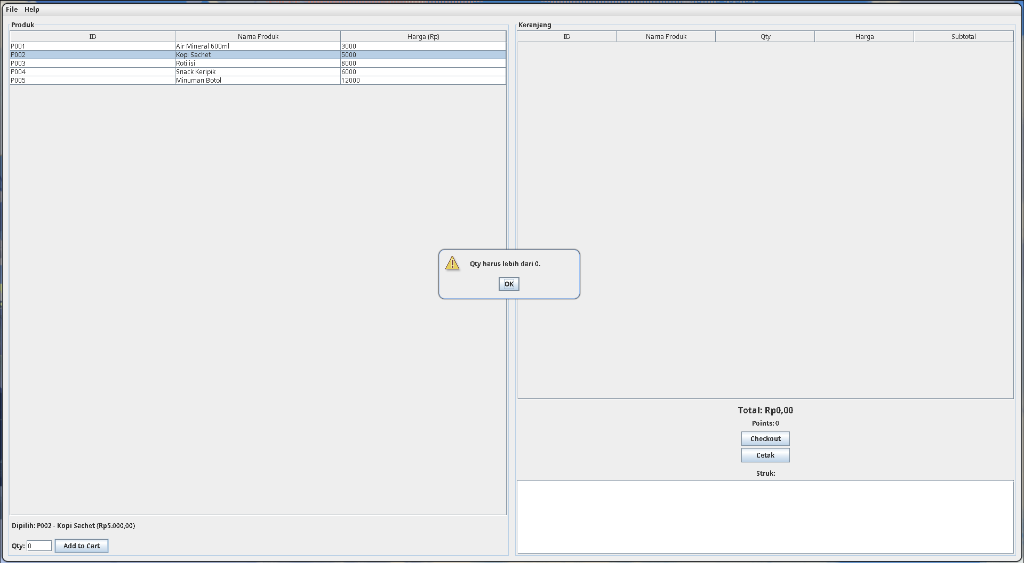 File Help
Produk
ID Nama Produk Harga (Rp)
P001 Air Mineral 600ml 3000
P002 Kopi Sachet 5000
P003 Roti isi 8000
P004 Snack Keripik 6000
P005 Minuman Botol 12000
Dipilih: P002 - Kopi Sachet (Rp5.000,00)
Qty: 0 Add to Cart
Keranjang
ID Nama Produk Qty Harga Subtotal
Qty harus lebih dari 0.
OK
Total: Rp0,00
Points: 0
Checkout
Cetak
Struk: